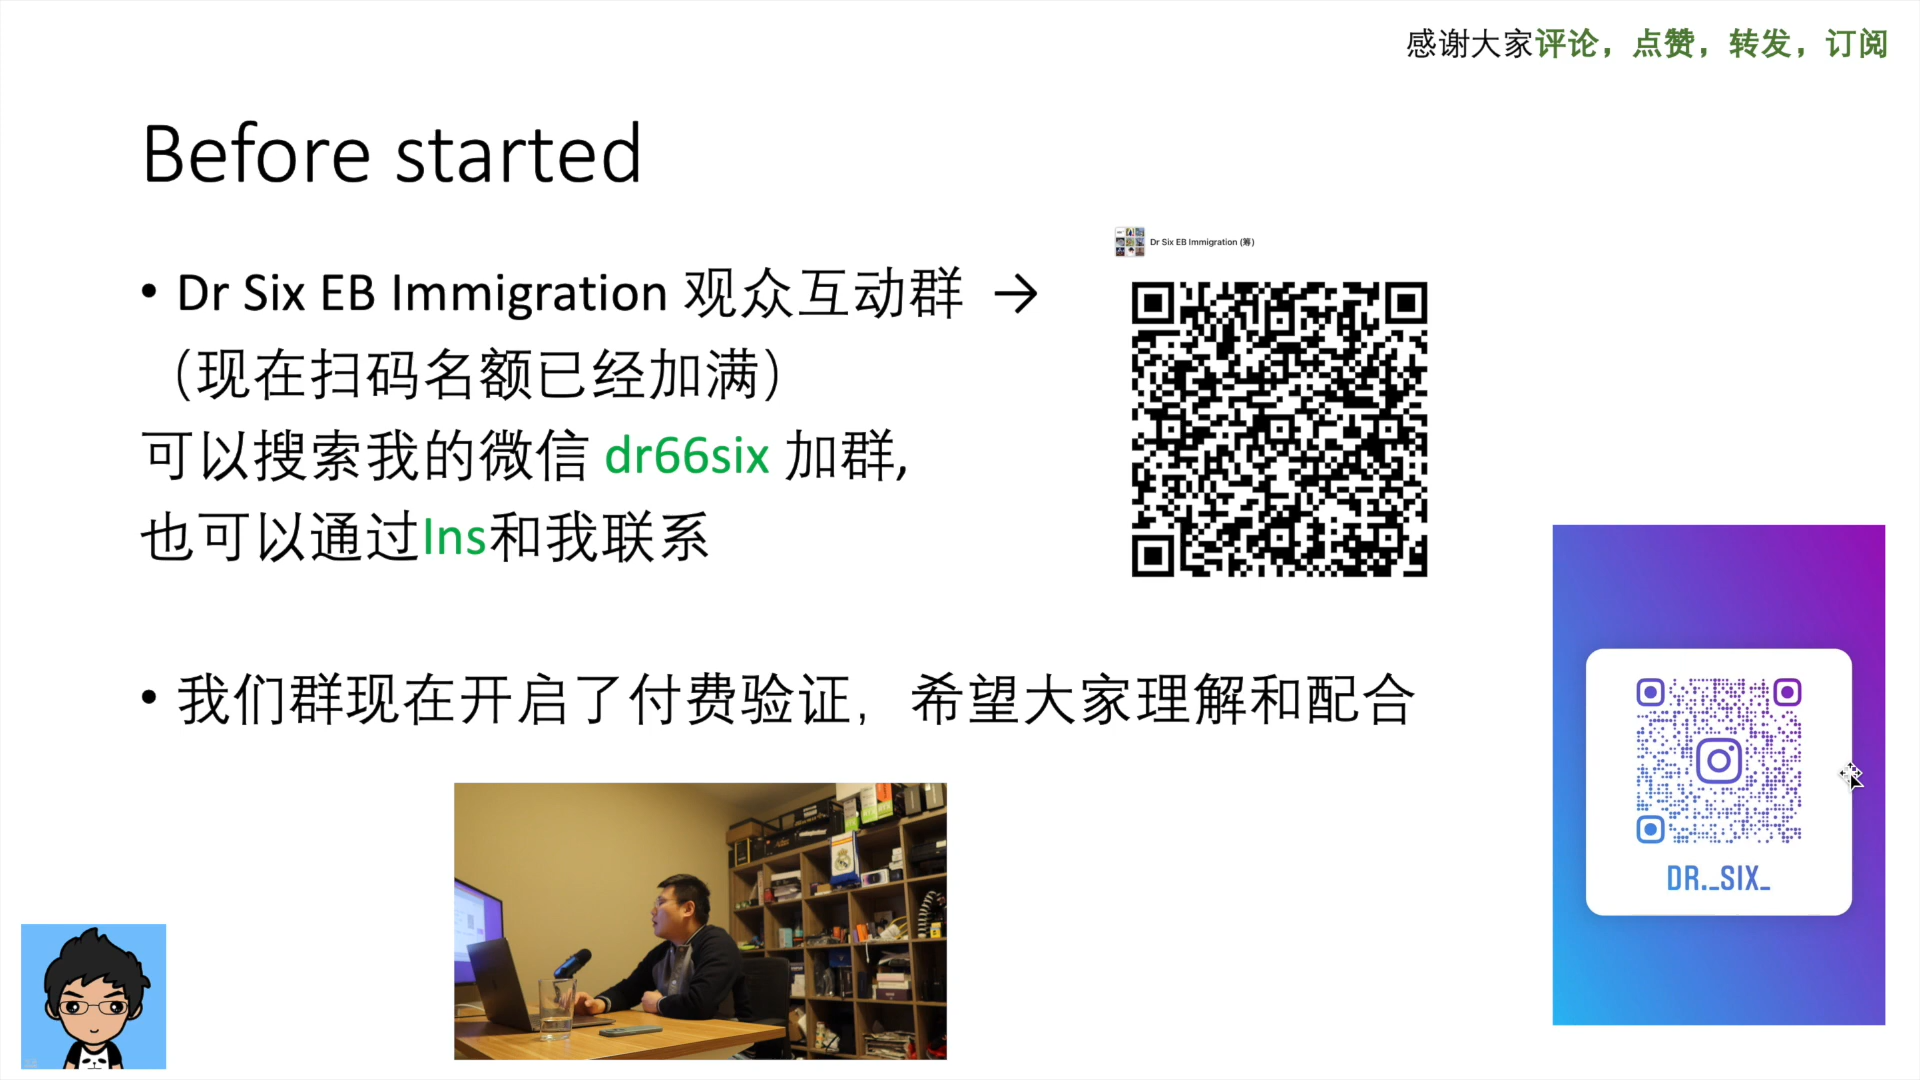 感谢大家评论，点赞，转发，订阅
Before started
Dr Six EB Immigration (筹)
• Dr Six EB Immigration 观众互动群 →
（现在扫码名额已经加满）
可以搜索我的微信 dr66six 加群,
也可以通过Ins和我联系
• 我们群现在开启了付费验证，希望大家理解和配合
DR._SIX_